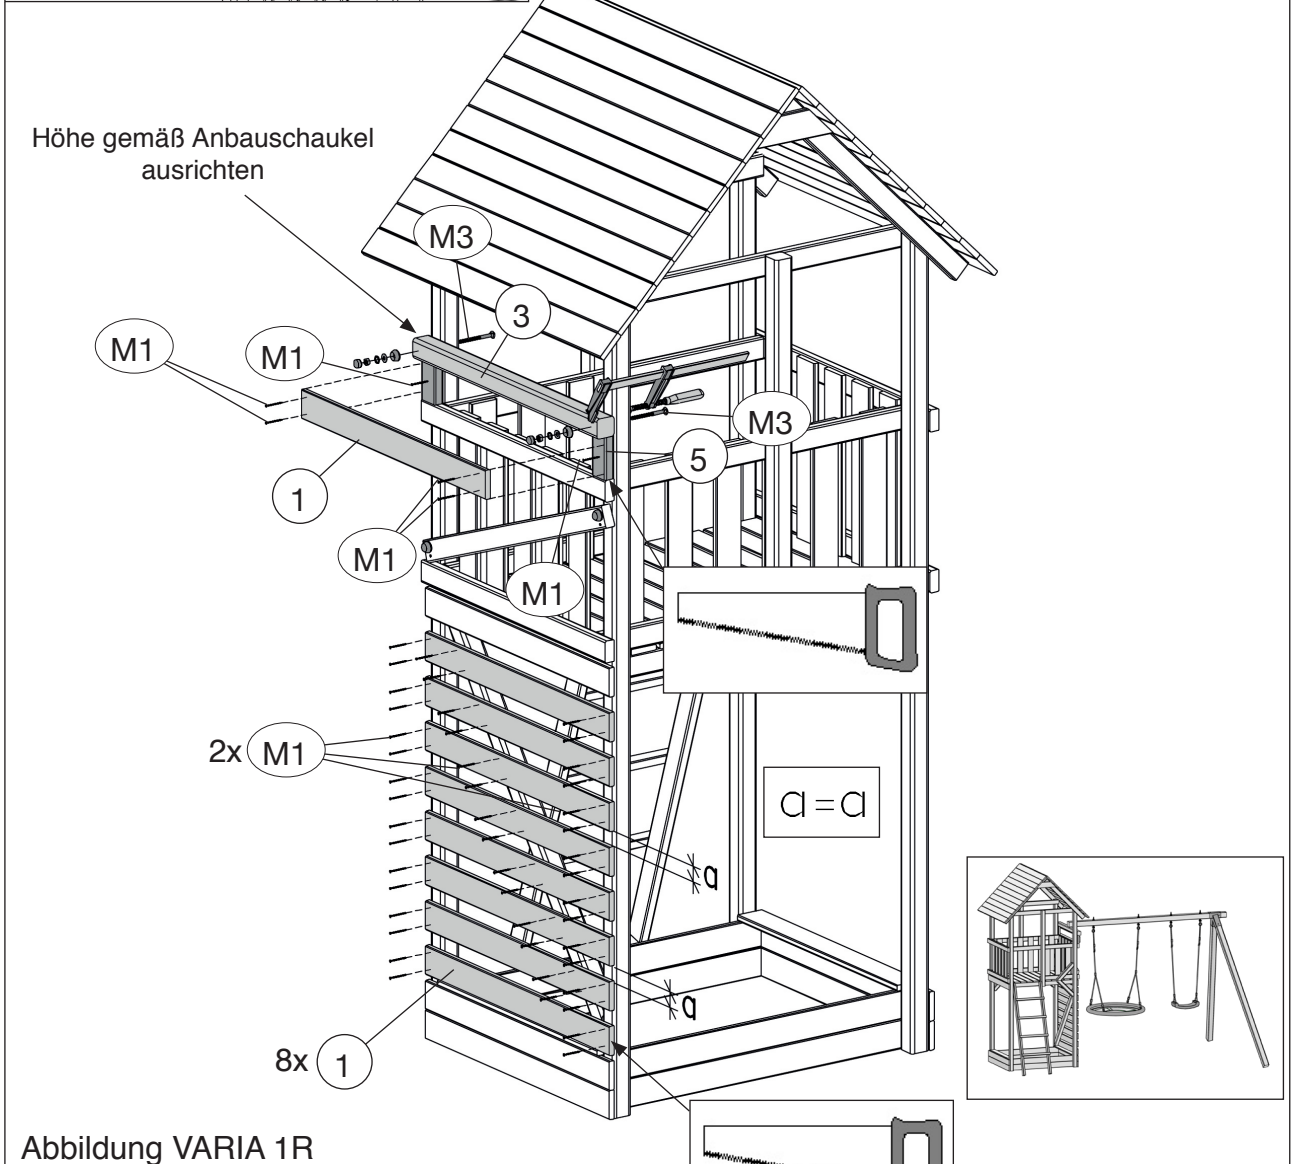 Höhe gemäß Anbauschaukel
ausrichten
M3
3
M1
M1
M3
5
1
M1
M1
2x M1
a = a
a
a
8x 1
Abbildung VARIA 1R